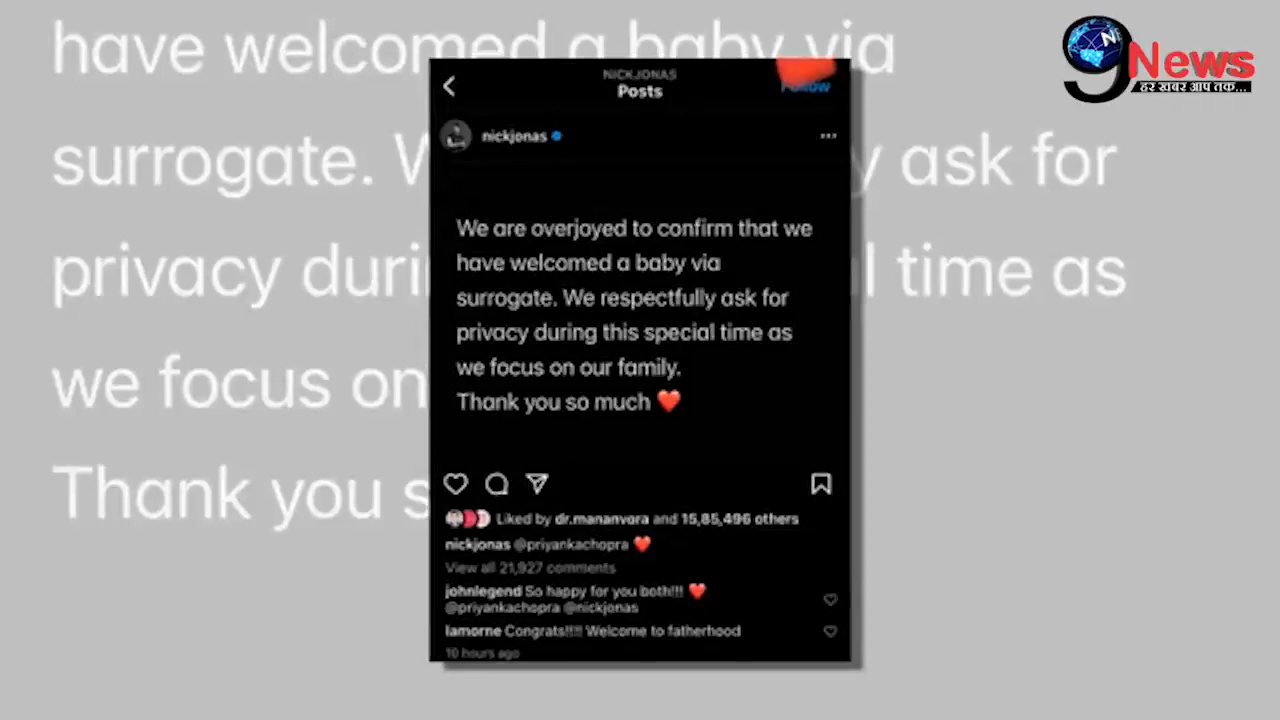 have welcomed a baby via
surrogate. W
y ask for
privacy duri
l time as
we focus on
Thank you s
9 News
हर खबर आप तक...
NICKJONAS
Posts
Follow
nickjonas
We are overjoyed to confirm that we
have welcomed a baby via
surrogate. We respectfully ask for
privacy during this special time as
we focus on our family.
Thank you so much ❤️
Liked by dr.mananvora and 15,85,496 others
nickjonas @priyankachopra ❤️
View all 21,927 comments
johnlegend So happy for you both!!! ❤️
@priyankachopra @nickjonas
lamorne Congrats!!!! Welcome to fatherhood
10 hours ago